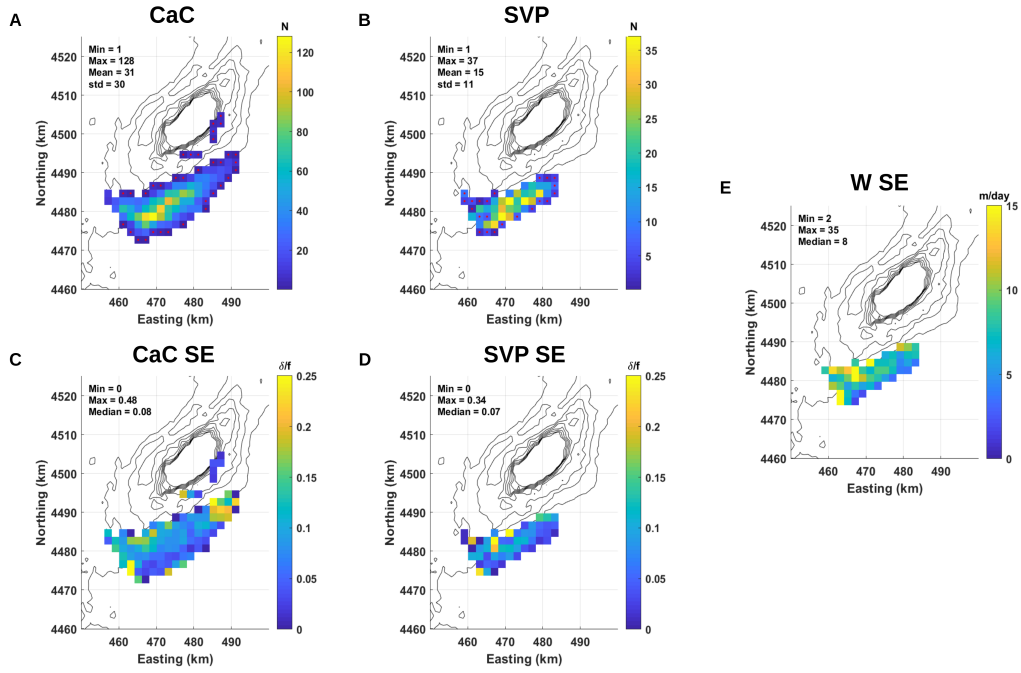 A
CaC
N
Min = 1
Max = 128
Mean = 31
std = 30
4520
4510
4500
4490
4480
4470
4460
Northing (km)
460 470 480 490
Easting (km)
120
100
80
60
40
20
B
SVP
N
Min = 1
Max = 37
Mean = 15
std = 11
4520
4510
4500
4490
4480
4470
4460
Northing (km)
460 470 480 490
Easting (km)
35
30
25
20
15
10
5
C
CaC SE
δ/f
Min = 0
Max = 0.48
Median = 0.08
4520
4510
4500
4490
4480
4470
4460
Northing (km)
460 470 480 490
Easting (km)
0.25
0.2
0.15
0.1
0.05
0
D
SVP SE
δ/f
Min = 0
Max = 0.34
Median = 0.07
4520
4510
4500
4490
4480
4470
4460
Northing (km)
460 470 480 490
Easting (km)
0.25
0.2
0.15
0.1
0.05
0
E
W SE
m/day
Min = 2
Max = 35
Median = 8
4520
4510
4500
4490
4480
4470
4460
Northing (km)
460 470 480 490
Easting (km)
15
10
5
0